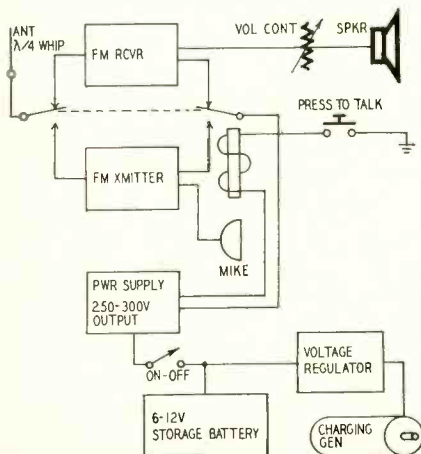 ANT
λ/4 WHIP
FM RCVR
VOL CONT
SPKR
PRESS TO TALK
FM XMITTER
MIKE
PWR SUPPLY
250-300V
OUTPUT
ON-OFF
VOLTAGE
REGULATOR
6-12V
STORAGE BATTERY
CHARGING
GEN